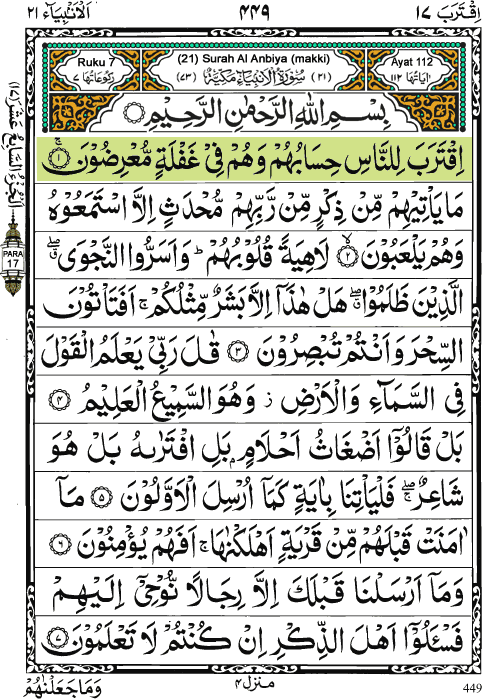 اِقْتَرَبَ ١٧
٤٤٩
اَلْاَنْۢبِيَآء ٢١
Ayat 112
اٰيَاتُهَا ١١٢
(21) Surah Al Anbiya (makki)
(٢١) سُوْرَةُ الْاَنْۢبِيَآءِ مَكِّيَّةٌ (٧٣)
Ruku 7
رُكُوْعَاتُهَا ٧
بِسْمِ اللّٰهِ الرَّحْمٰنِ الرَّحِيْمِ
اِقْتَرَبَ لِلنَّاسِ حِسَابُهُمْ وَهُمْ فِيْ غَفْلَةٍ مُّعْرِضُوْنَ ۚ ١
مَا يَاْتِيْهِمْ مِّنْ ذِكْرٍ مِّنْ رَّبِّهِمْ مُّحْدَثٍ اِلَّا اسْتَمَعُوْهُ
وَهُمْ يَلْعَبُوْنَ ۙ ٢ لَاهِيَةً قُلُوْبُهُمْ ؕ وَاَسَرُّوا النَّجْوَى ۖۗ
الَّذِيْنَ ظَلَمُوْا ۖۗ هَلْ هٰذَاۤ اِلَّا بَشَرٌ مِّثْلُكُمْ ۚ اَفَتَاْتُوْنَ
السِّحْرَ وَاَنْتُمْ تُبْصِرُوْنَ ٣ قٰلَ رَبِّيْ يَعْلَمُ الْقَوْلَ
فِي السَّمَآءِ وَالْاَرْضِ ز وَهُوَ السَّمِيْعُ الْعَلِيْمُ ٤
بَلْ قَالُوْۤا اَضْغَاثُ اَحْلَامٍۭ بَلِ افْتَرٰىهُ بَلْ هُوَ
شَاعِرٌ ۖۚ فَلْيَاْتِنَا بِاٰيَةٍ كَمَاۤ اُرْسِلَ الْاَوَّلُوْنَ ٥ مَاۤ
اٰمَنَتْ قَبْلَهُمْ مِّنْ قَرْيَةٍ اَهْلَكْنٰهَا ۚ اَفَهُمْ يُؤْمِنُوْنَ ٦
وَمَاۤ اَرْسَلْنَا قَبْلَكَ اِلَّا رِجَالًا نُّوْحِيْۤ اِلَيْهِمْ
فَسْـَٔلُوْۤا اَهْلَ الذِّكْرِ اِنْ كُنْتُمْ لَا تَعْلَمُوْنَ ٧
اَلْجُزْءُ السَّابِعُ عَشَرَ (١٧)
PARA
17
منزل ٤
وَمَا جَعَلْنٰهُمْ
449